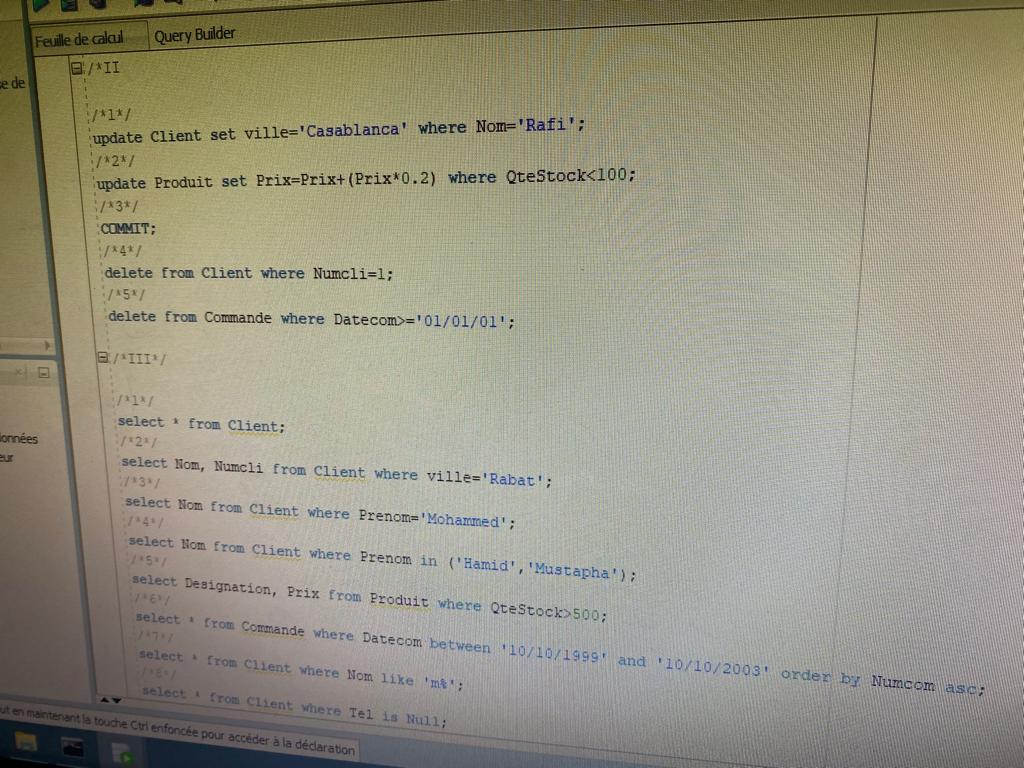 Feuille de calcul
Query Builder
/*II
/*1*/
update Client set ville='Casablanca' where Nom='Rafi';
/*2*/
update Produit set Prix=Prix+(Prix*0.2) where QteStock<100;
/*3*/
COMMIT;
/*4*/
delete from Client where Numcli=1;
/*5*/
delete from Commande where Datecom>='01/01/01';
/*III*/
/*1*/
select * from Client;
/*2*/
select Nom, Numcli from Client where ville='Rabat';
/*3*/
select Nom from Client where Prenom='Mohammed';
/*4*/
select Nom from Client where Prenom in ('Hamid','Mustapha');
/*5*/
select Designation, Prix from Produit where QteStock>500;
/*6*/
select * from Commande where Datecom between '10/10/1999' and '10/10/2003' order by Numcom asc;
/*7*/
select * from Client where Nom like 'm%';
/*8*/
select * from Client where Tel is Null;
de
en maintenant la touche Ctrl enfoncée pour accéder à la déclaration